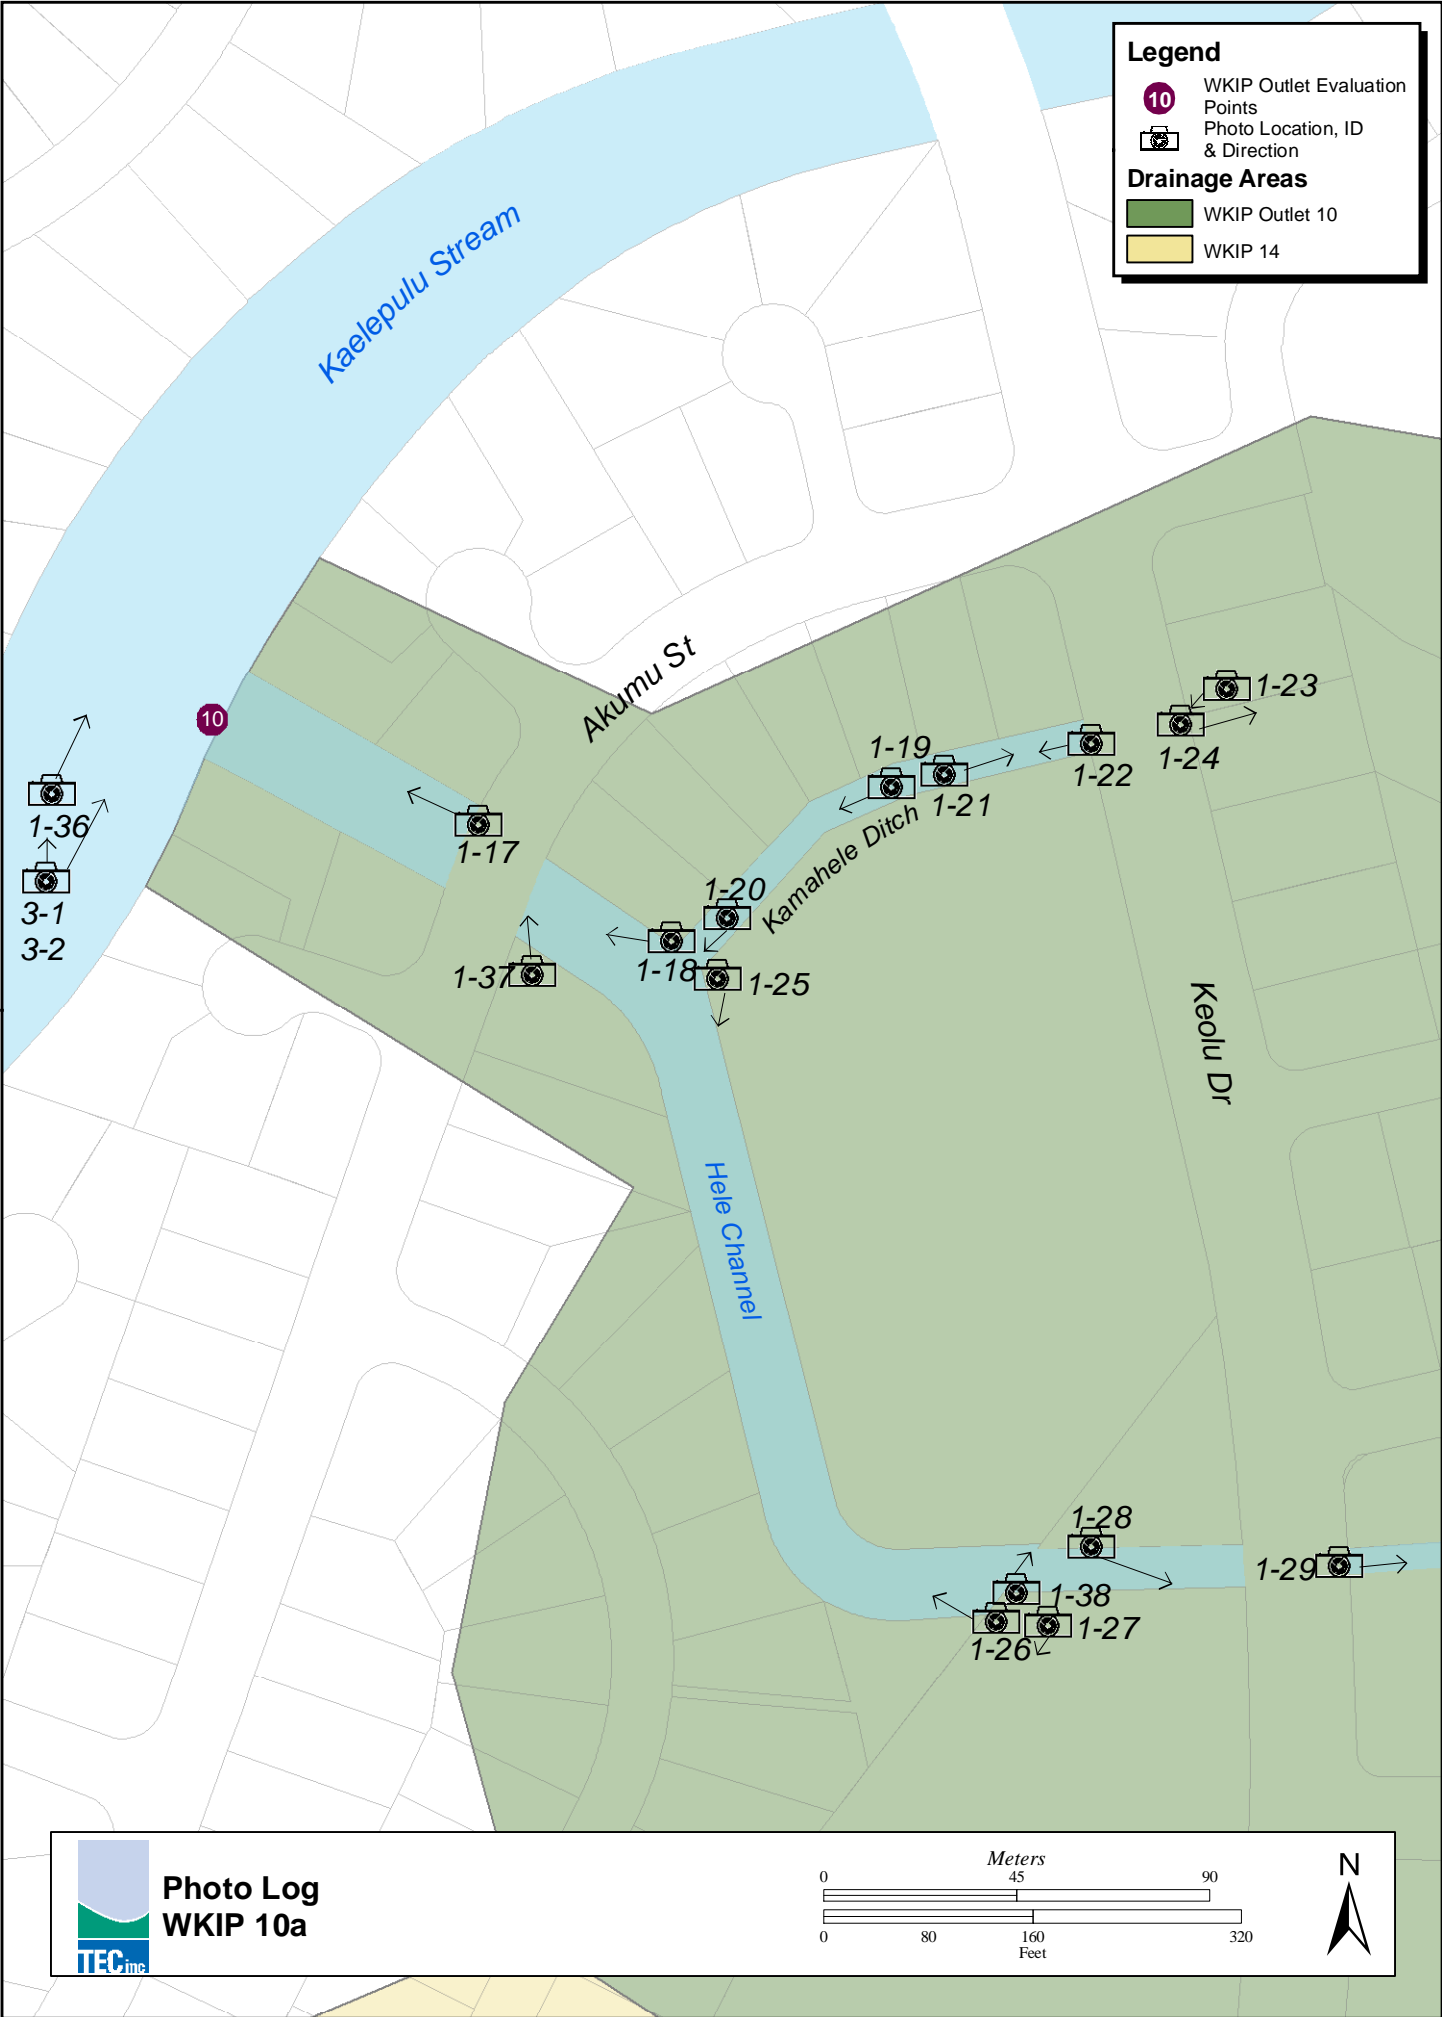 Legend
10
WKIP Outlet Evaluation
Points
Photo Location, ID
& Direction
Drainage Areas
WKIP Outlet 10
WKIP 14
Kaelepulu Stream
Akumu St
10
1-23
1-24
1-19
1-22
1-21
1-36
1-17
Kamahele Ditch
1-20
3-1
3-2
1-37
1-18
1-25
Keolu Dr
Hele Channel
1-28
1-29
1-38
1-27
1-26
TECinc
Photo Log
WKIP 10a
Meters
0 45 90
0 80 160 320
Feet
N